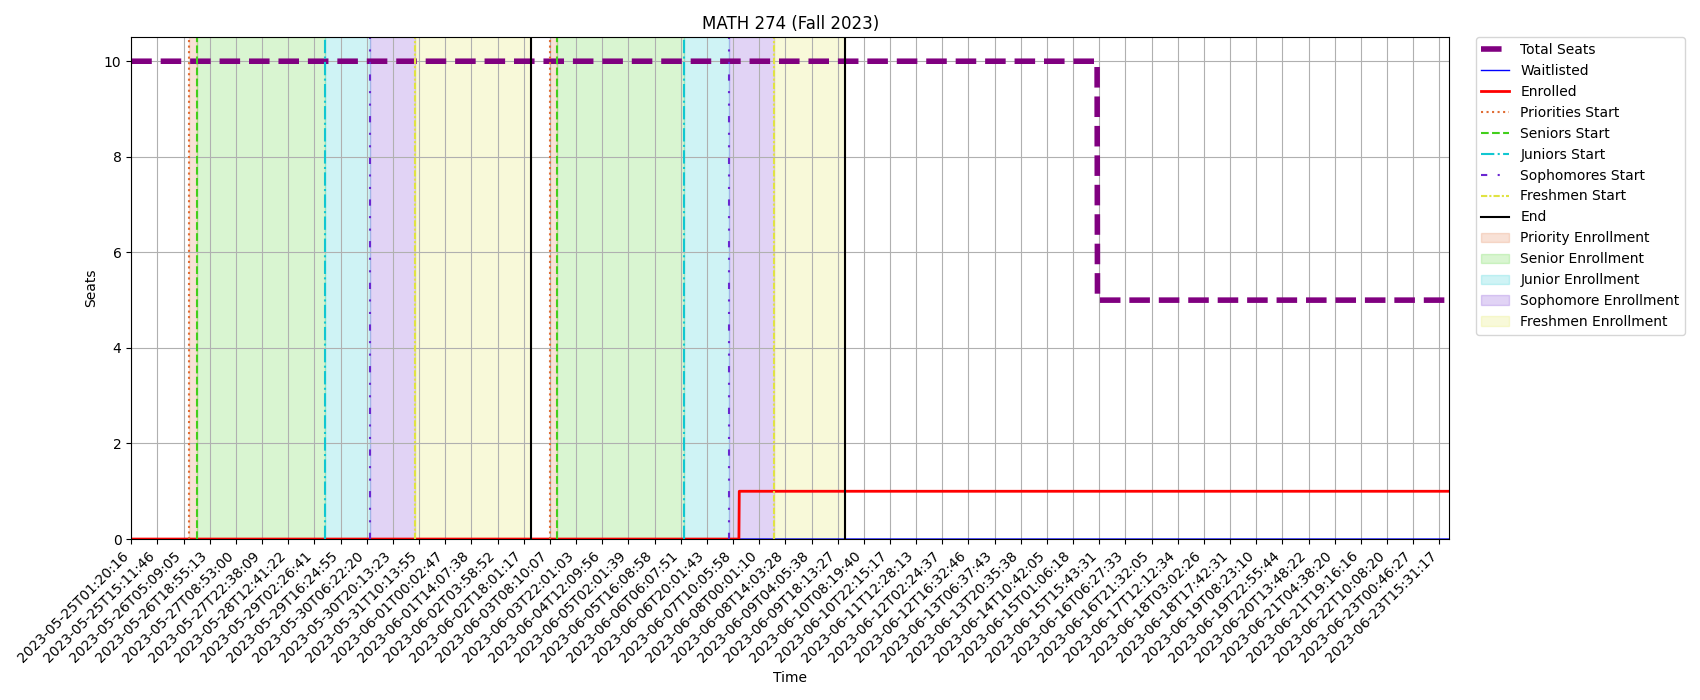 MATH 274 (Fall 2023)
10
8
6
4
2
0
Seats
2023-05-25T01:20:16
2023-05-25T15:11:46
2023-05-26T05:09:05
2023-05-26T18:55:13
2023-05-27T08:53:00
2023-05-27T22:38:09
2023-05-28T12:41:22
2023-05-29T02:26:41
2023-05-29T16:24:55
2023-05-30T06:22:20
2023-05-30T20:13:23
2023-05-31T10:13:55
2023-06-01T00:02:47
2023-06-01T14:07:38
2023-06-02T03:58:52
2023-06-02T18:01:17
2023-06-03T08:10:07
2023-06-03T22:01:03
2023-06-04T12:09:56
2023-06-05T02:01:39
2023-06-05T16:08:58
2023-06-06T06:07:51
2023-06-06T20:01:43
2023-06-07T10:05:58
2023-06-08T00:01:10
2023-06-08T14:03:28
2023-06-09T04:05:38
2023-06-09T18:13:27
2023-06-10T08:19:40
2023-06-10T22:15:17
2023-06-11T12:28:13
2023-06-12T02:24:37
2023-06-12T16:32:46
2023-06-13T06:37:43
2023-06-13T20:35:38
2023-06-14T10:42:05
2023-06-15T01:06:18
2023-06-15T15:43:31
2023-06-16T06:27:33
2023-06-16T21:32:05
2023-06-17T12:12:34
2023-06-18T03:02:26
2023-06-18T17:42:31
2023-06-19T08:23:10
2023-06-19T22:55:44
2023-06-20T13:48:22
2023-06-21T04:38:20
2023-06-21T19:16:16
2023-06-22T10:08:20
2023-06-23T00:46:27
2023-06-23T15:31:17
Time
Total Seats
Waitlisted
Enrolled
Priorities Start
Seniors Start
Juniors Start
Sophomores Start
Freshmen Start
End
Priority Enrollment
Senior Enrollment
Junior Enrollment
Sophomore Enrollment
Freshmen Enrollment